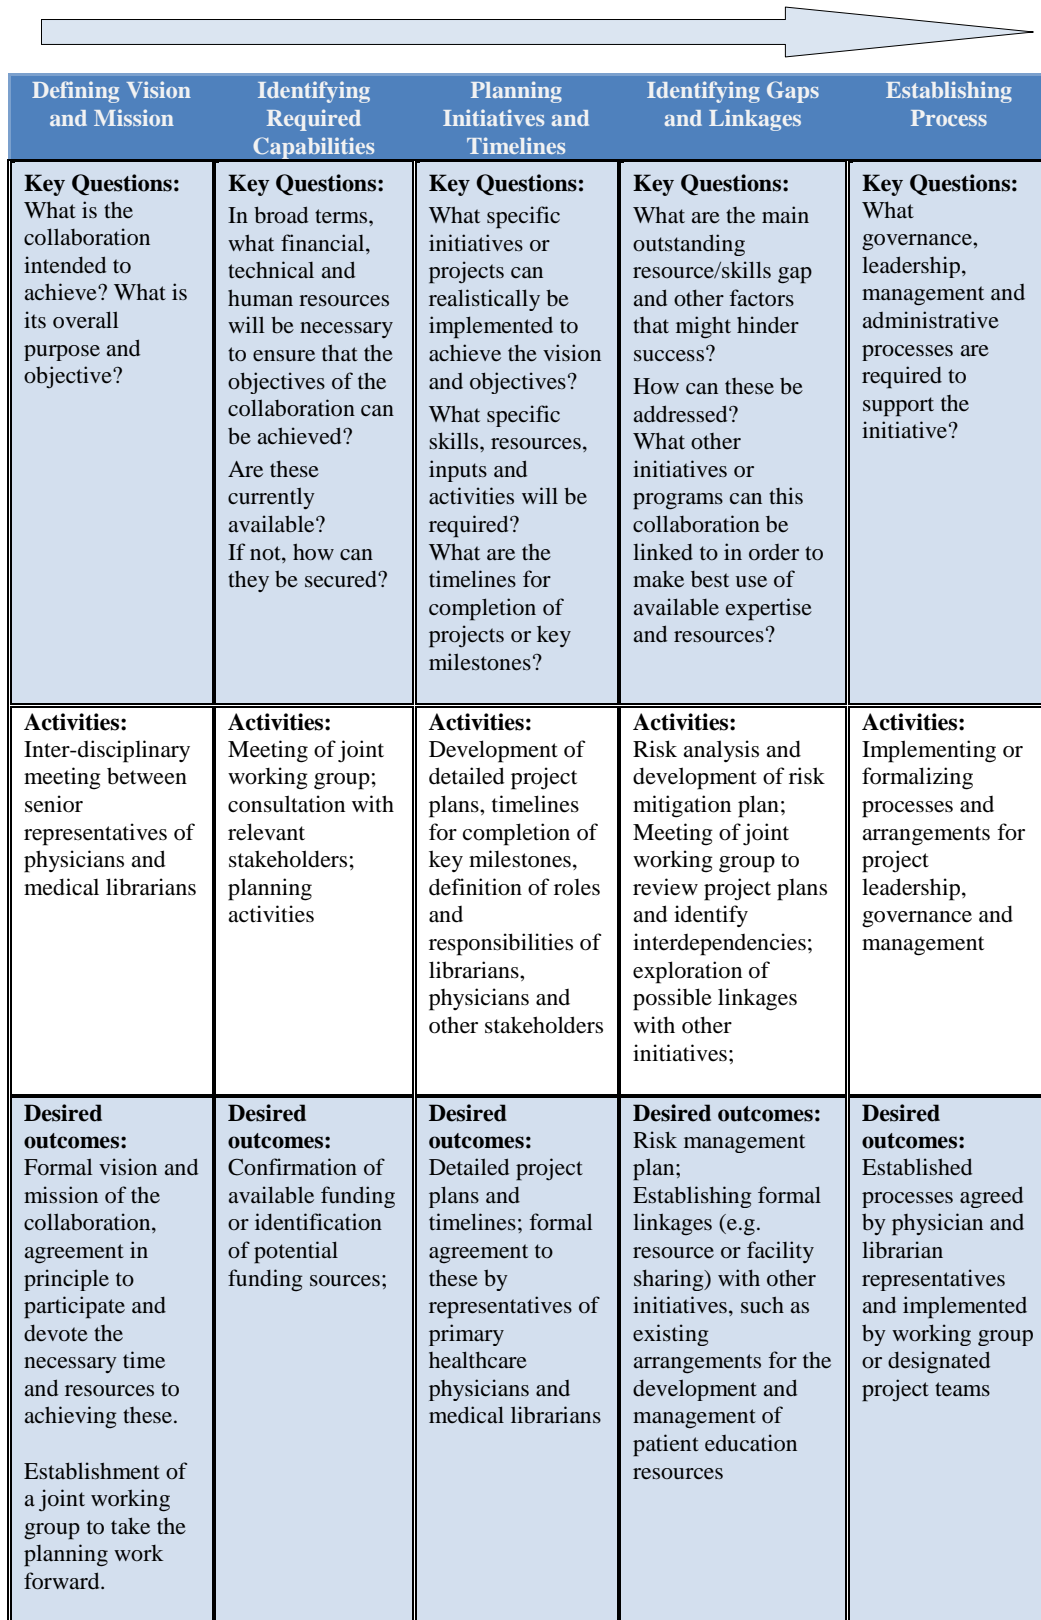 Defining Vision
and Mission
Identifying
Required
Capabilities
Planning
Initiatives and
Timelines
Identifying Gaps
and Linkages
Establishing
Process
Key Questions:
What is the
collaboration
intended to
achieve? What is
its overall
purpose and
objective?
Key Questions:
In broad terms,
what financial,
technical and
human resources
will be necessary
to ensure that the
objectives of the
collaboration can
be achieved?
Are these
currently
available?
If not, how can
they be secured?
Key Questions:
What specific
initiatives or
projects can
realistically be
implemented to
achieve the vision
and objectives?
What specific
skills, resources,
inputs and
activities will be
required?
What are the
timelines for
completion of
projects or key
milestones?
Key Questions:
What are the main
outstanding
resource/skills gap
and other factors
that might hinder
success?
How can these be
addressed?
What other
initiatives or
programs can this
collaboration be
linked to in order to
make best use of
available expertise
and resources?
Key Questions:
What
governance,
leadership,
management and
administrative
processes are
required to
support the
initiative?
Activities:
Inter-disciplinary
meeting between
senior
representatives of
physicians and
medical librarians
Activities:
Meeting of joint
working group;
consultation with
relevant
stakeholders;
planning
activities
Activities:
Development of
detailed project
plans, timelines
for completion of
key milestones,
definition of roles
and
responsibilities of
librarians,
physicians and
other stakeholders
Activities:
Risk analysis and
development of risk
mitigation plan;
Meeting of joint
working group to
review project plans
and identify
interdependencies;
exploration of
possible linkages
with other
initiatives;
Activities:
Implementing or
formalizing
processes and
arrangements for
project
leadership,
governance and
management
Desired
outcomes:
Formal vision and
mission of the
collaboration,
agreement in
principle to
participate and
devote the
necessary time
and resources to
achieving these.
Establishment of
a joint working
group to take the
planning work
forward.
Desired
outcomes:
Confirmation of
available funding
or identification
of potential
funding sources;
Desired
outcomes:
Detailed project
plans and
timelines; formal
agreement to
these by
representatives of
primary
healthcare
physicians and
medical librarians
Desired outcomes:
Risk management
plan;
Establishing formal
linkages (e.g.
resource or facility
sharing) with other
initiatives, such as
existing
arrangements for the
development and
management of
patient education
resources
Desired
outcomes:
Established
processes agreed
by physician and
librarian
representatives
and implemented
by working group
or designated
project teams